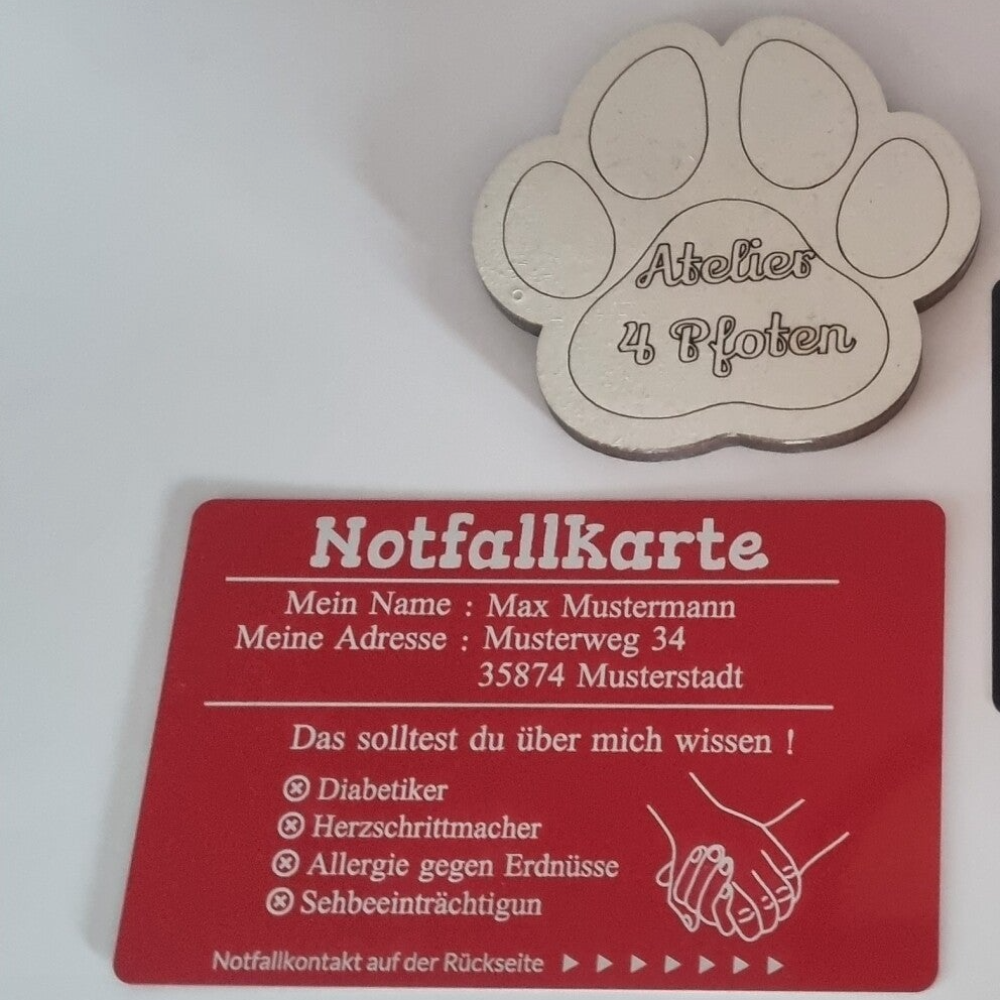 Atelier
4 Pfoten
Notfallkarte
Mein Name : Max Mustermann
Meine Adresse : Musterweg 34
35874 Musterstadt
Das solltest du über mich wissen !
Diabetiker
Herzschrittmacher
Allergie gegen Erdnüsse
Sehbeeinträchtigun
Notfallkontakt auf der Rückseite